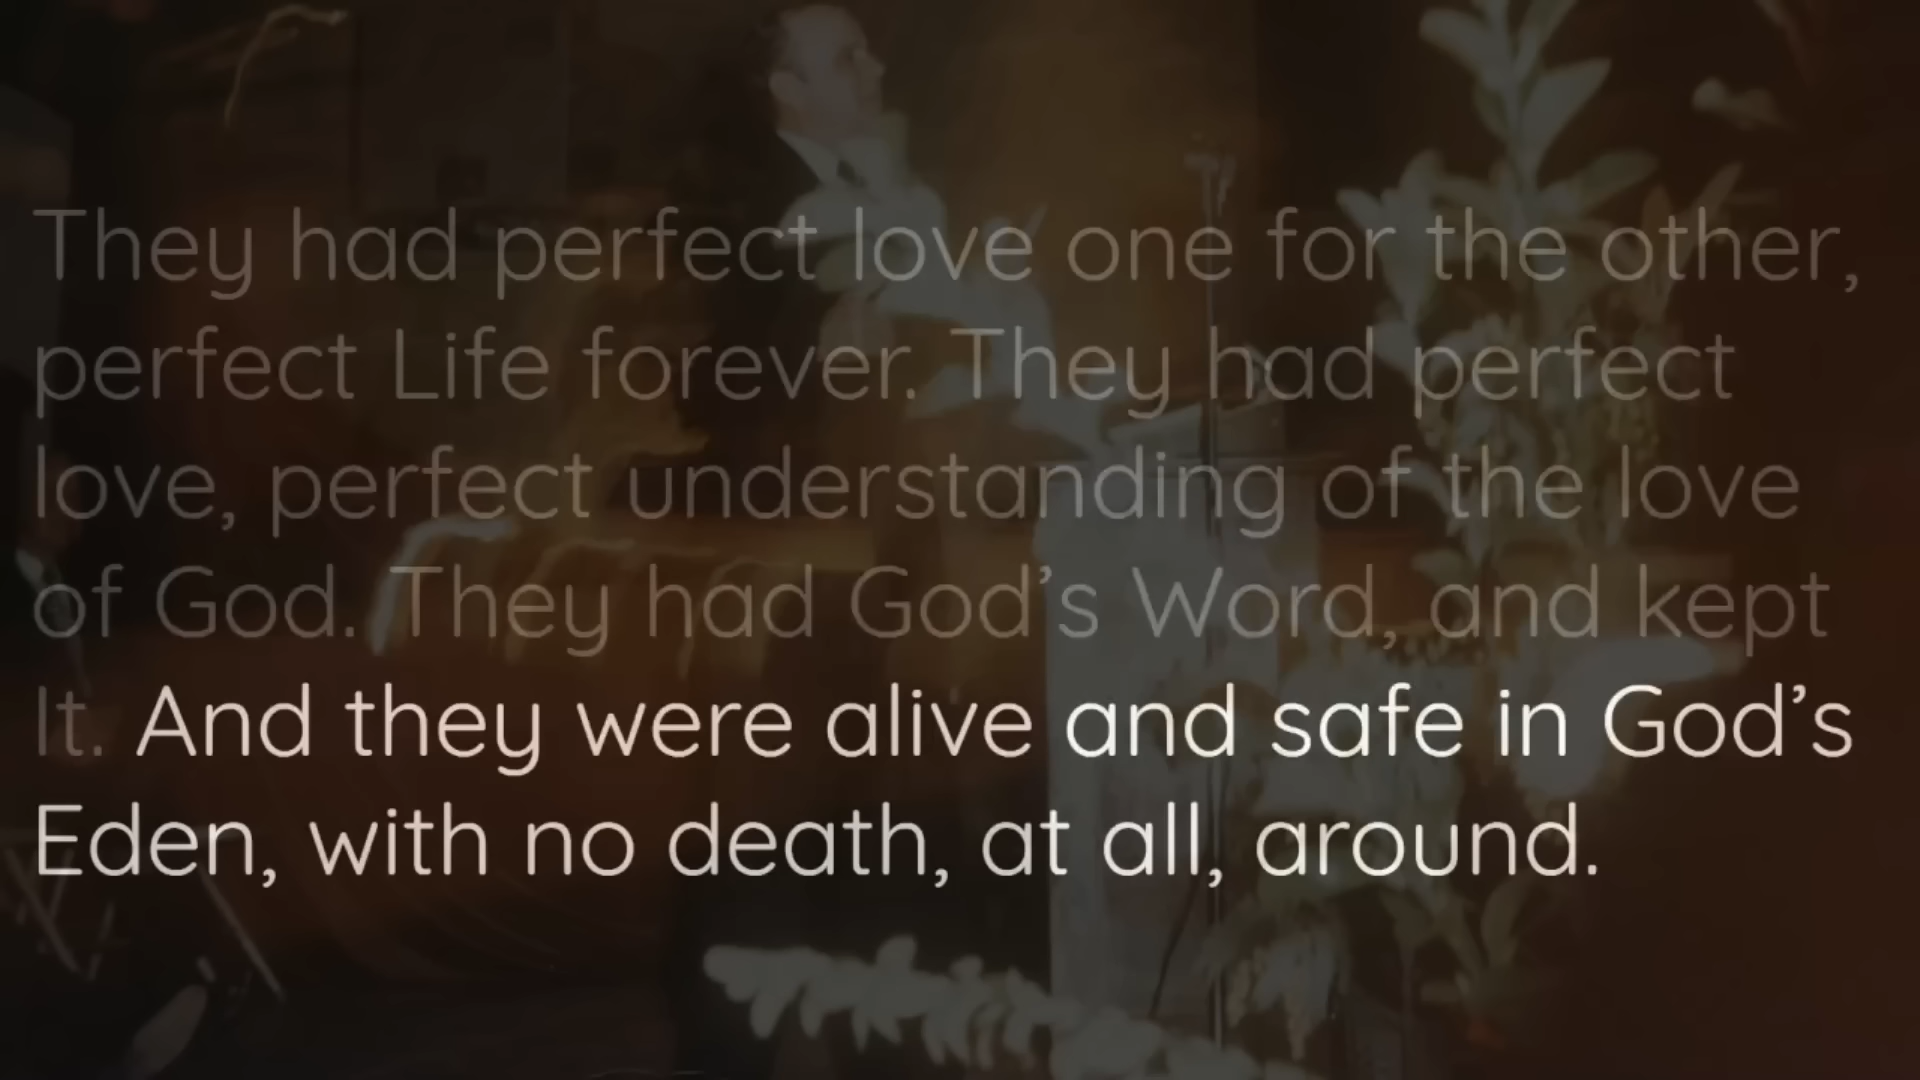 They had perfect love one for the other,
perfect Life forever. They had perfect
love, perfect understanding of the love
of God. They had God’s Word, and kept
It. And they were alive and safe in God’s
Eden, with no death, at all, around.